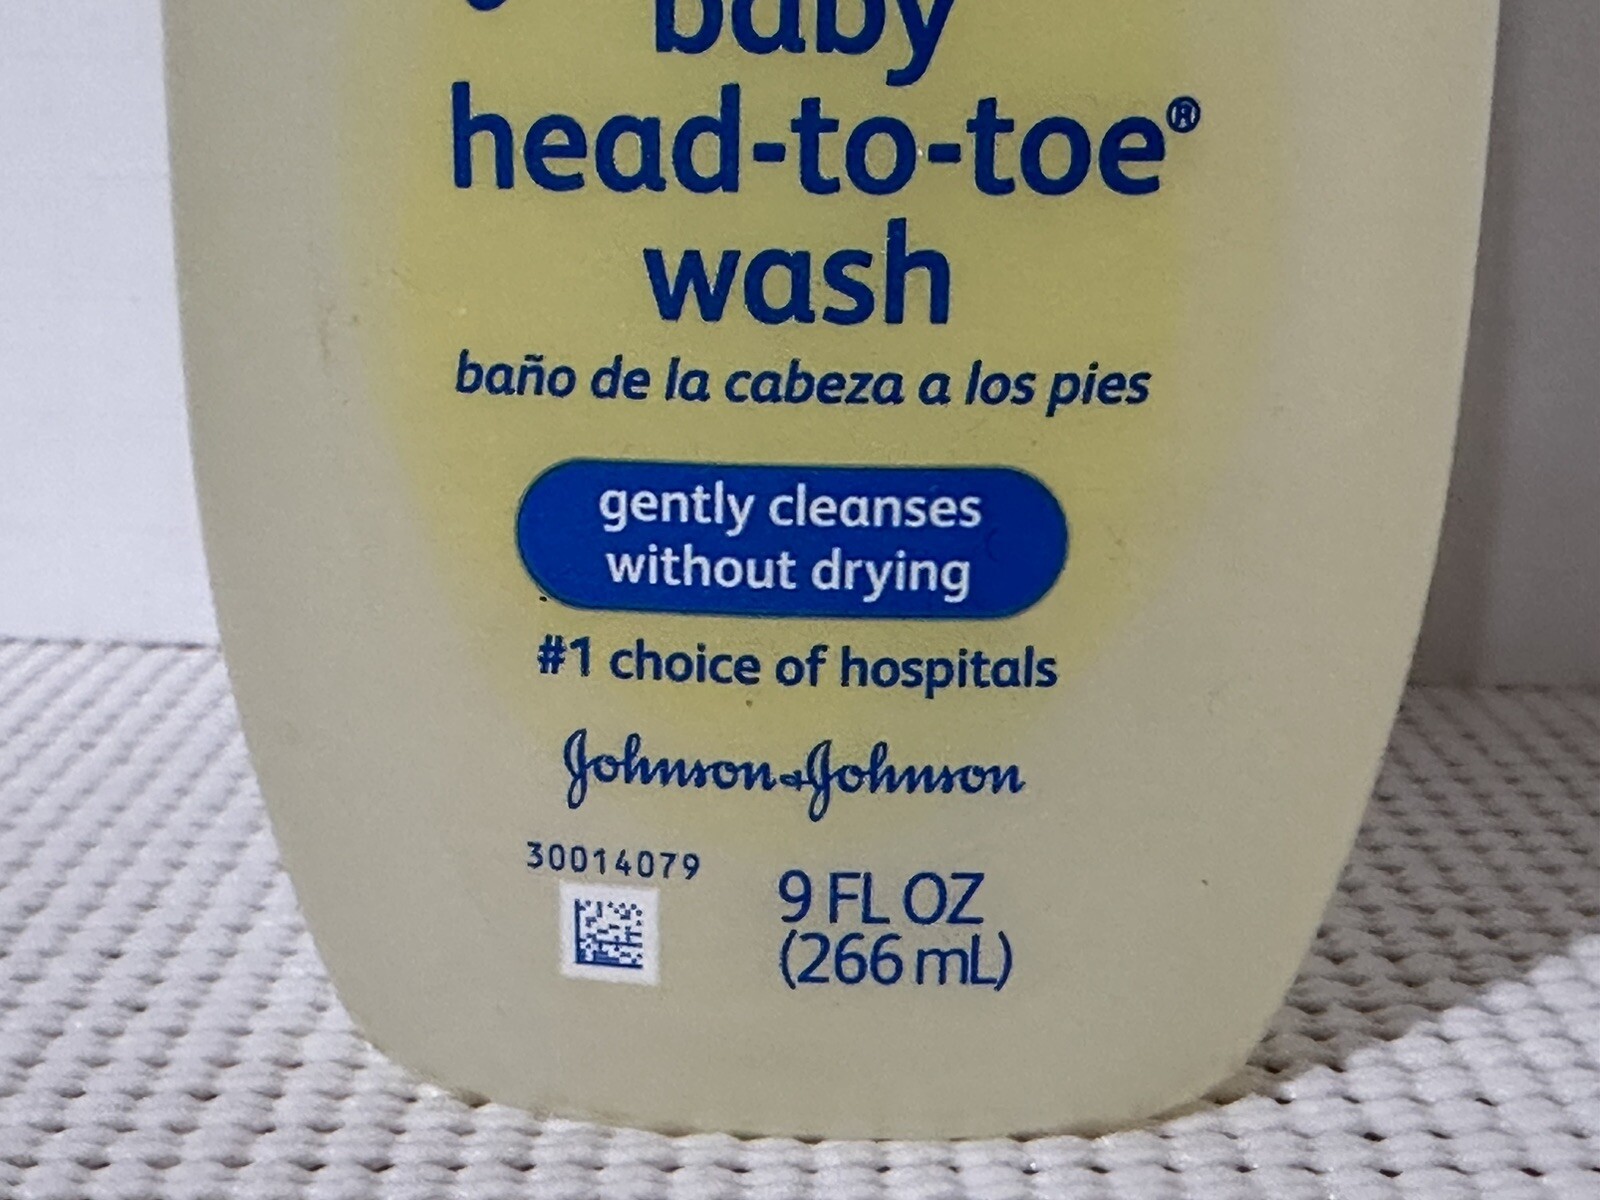 baby
head-to-toe®
wash
baño de la cabeza a los pies
gently cleanses
without drying
#1 choice of hospitals
Johnson & Johnson
30014079
9 FL OZ
(266 mL)